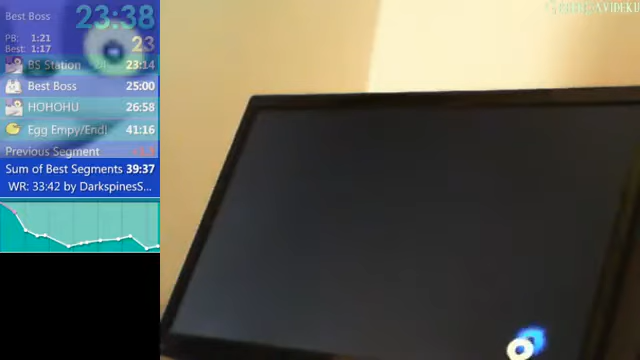 Best Boss 23:38
PB: 1:21
Best: 1:17 23
BS Station 23:14
Best Boss 25:00
HOHOHU 26:58
Egg Empy/End! 41:16
Previous Segment
Sum of Best Segments 39:37
WR: 33:42 by DarkspinesS...